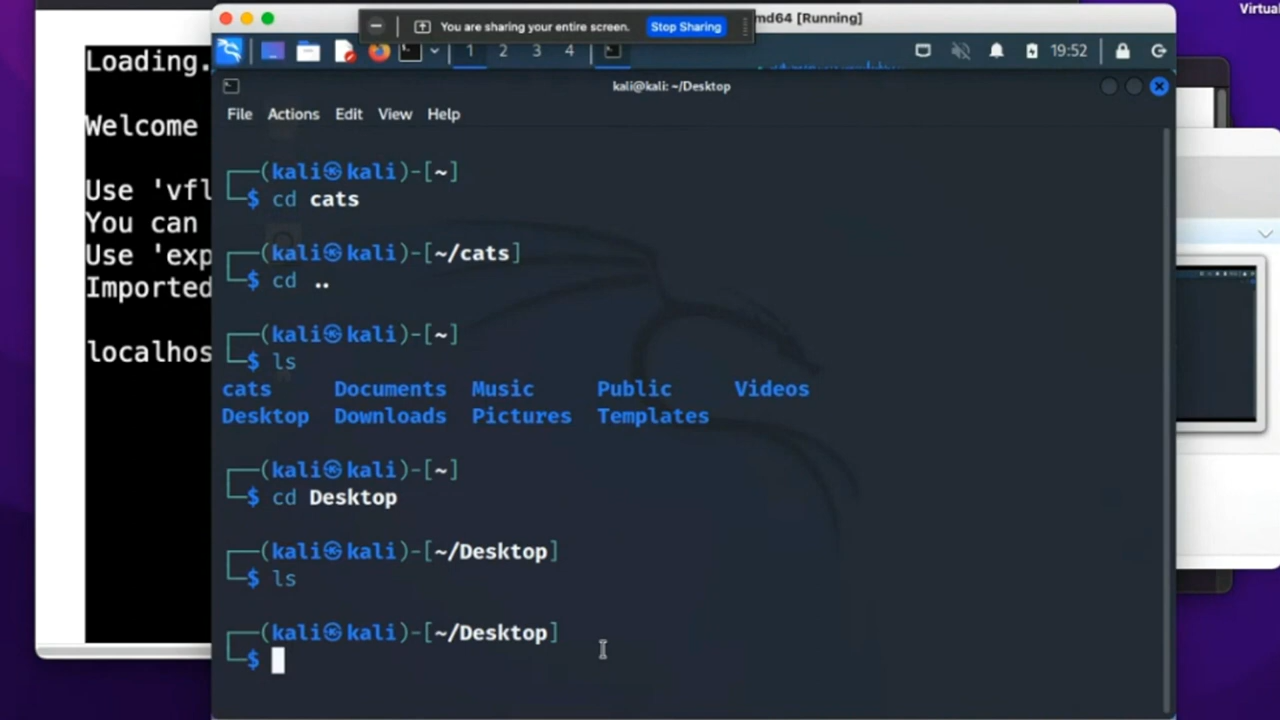 Virtual
md64 [Running]
You are sharing your entire screen. Stop Sharing
1 2 3 4 19:52
kali@kali: ~/Desktop
File Actions Edit View Help
Loading.
Welcome
Use 'vfl
You can
Use 'exp
Imported
localhos
┌──(kali㉿kali)-[~]
└─$ cd cats
┌──(kali㉿kali)-[~/cats]
└─$ cd ..
┌──(kali㉿kali)-[~]
└─$ ls
cats Documents Music Public Videos
Desktop Downloads Pictures Templates
┌──(kali㉿kali)-[~]
└─$ cd Desktop
┌──(kali㉿kali)-[~/Desktop]
└─$ ls
┌──(kali㉿kali)-[~/Desktop]
└─$